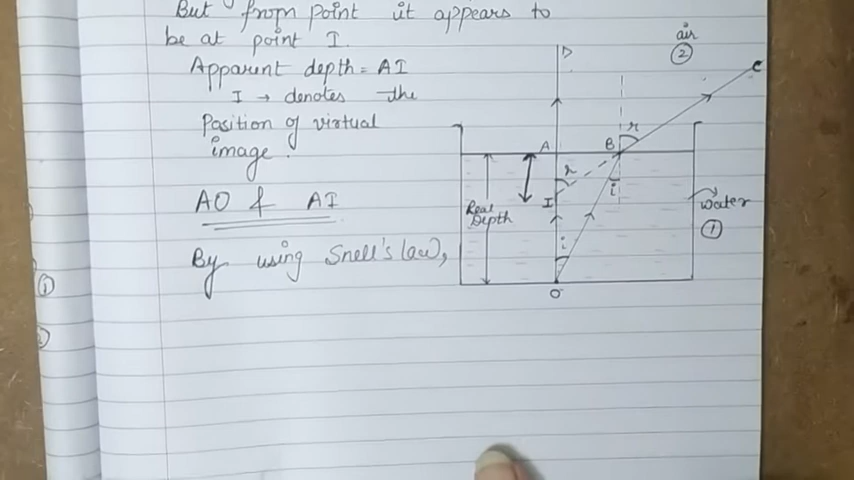 But from point it appears to
be at point I.
Apparent depth = AI
I → denotes the
Position of virtual
image.
AO & AI
By using Snell's law,
air
②
D
C
A
B
r
r
I
i
i
Real
Depth
water
①
O
①